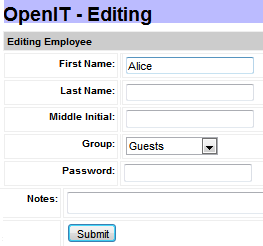 OpenIT - Editing
Editing Employee
First Name: Alice
Last Name:
Middle Initial:
Group: Guests
Password:
Notes:
Submit